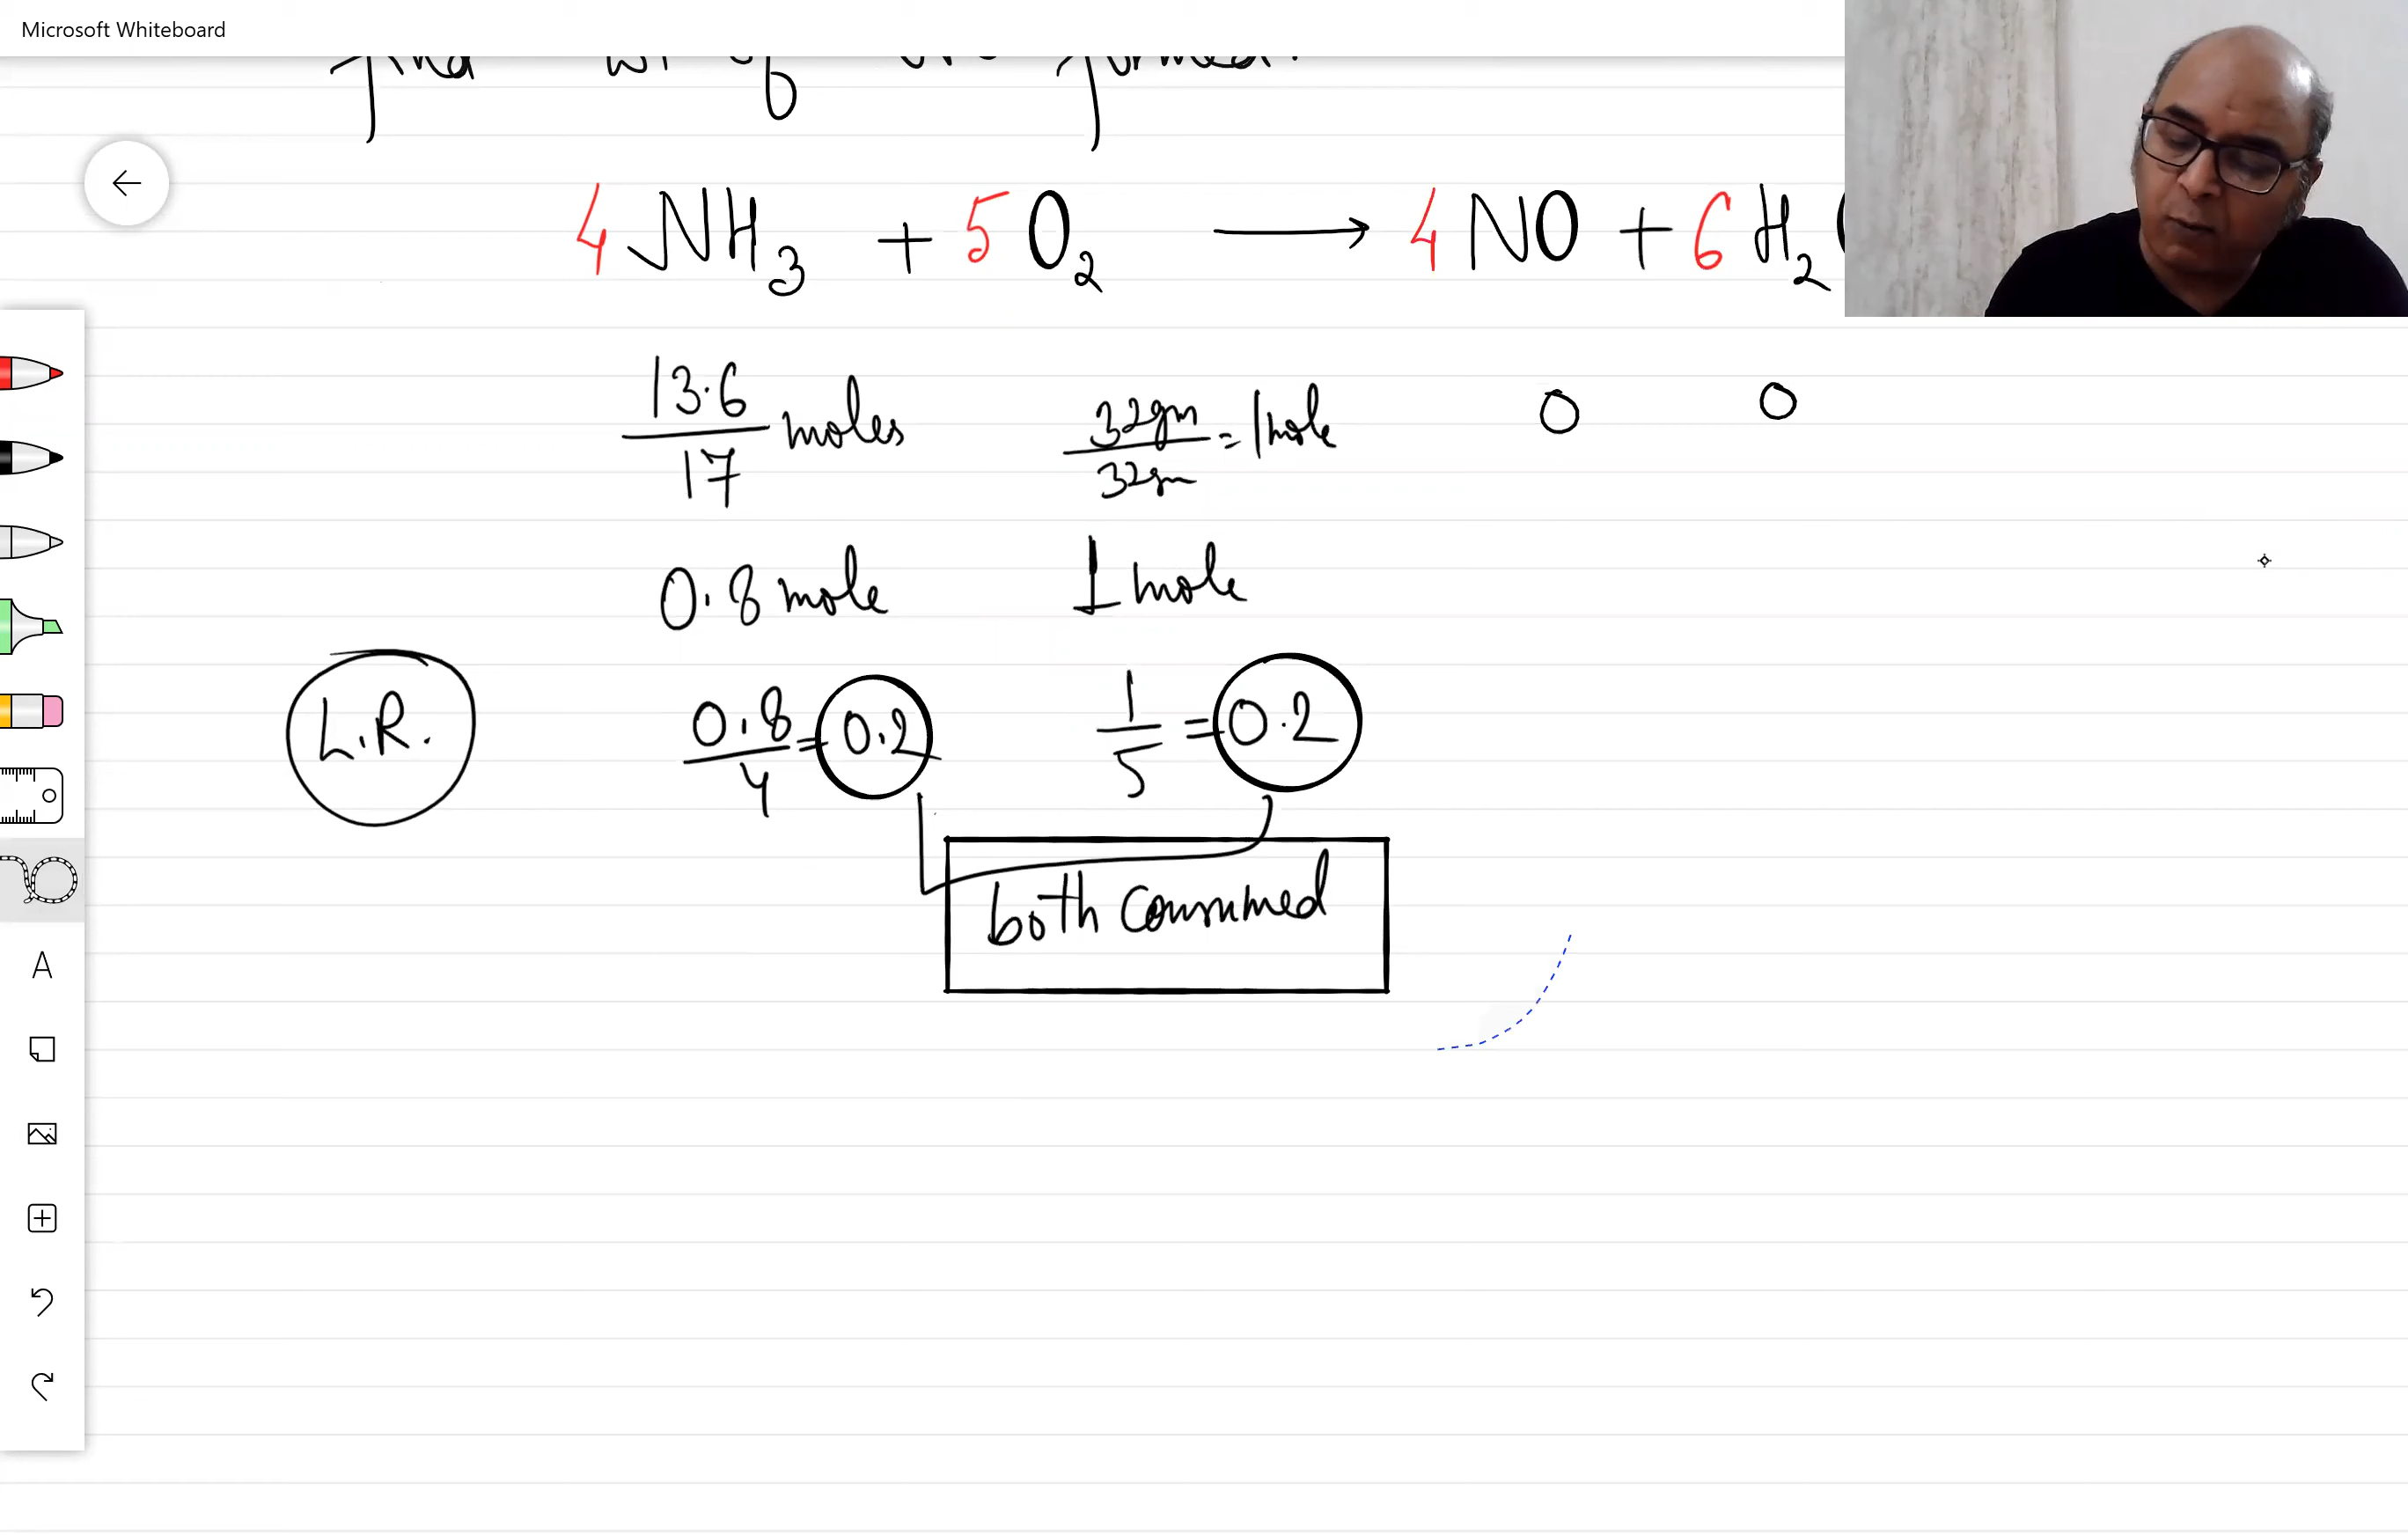 Microsoft Whiteboard
4 NH₃ + 5 O₂ ⟶ 4 NO + 6 H₂
13.6/17 moles 32gm/32gm = 1 mole 0 0
0.8 mole 1 mole
L.R. 0.8/4 = 0.2 1/5 = 0.2
both consumed
A